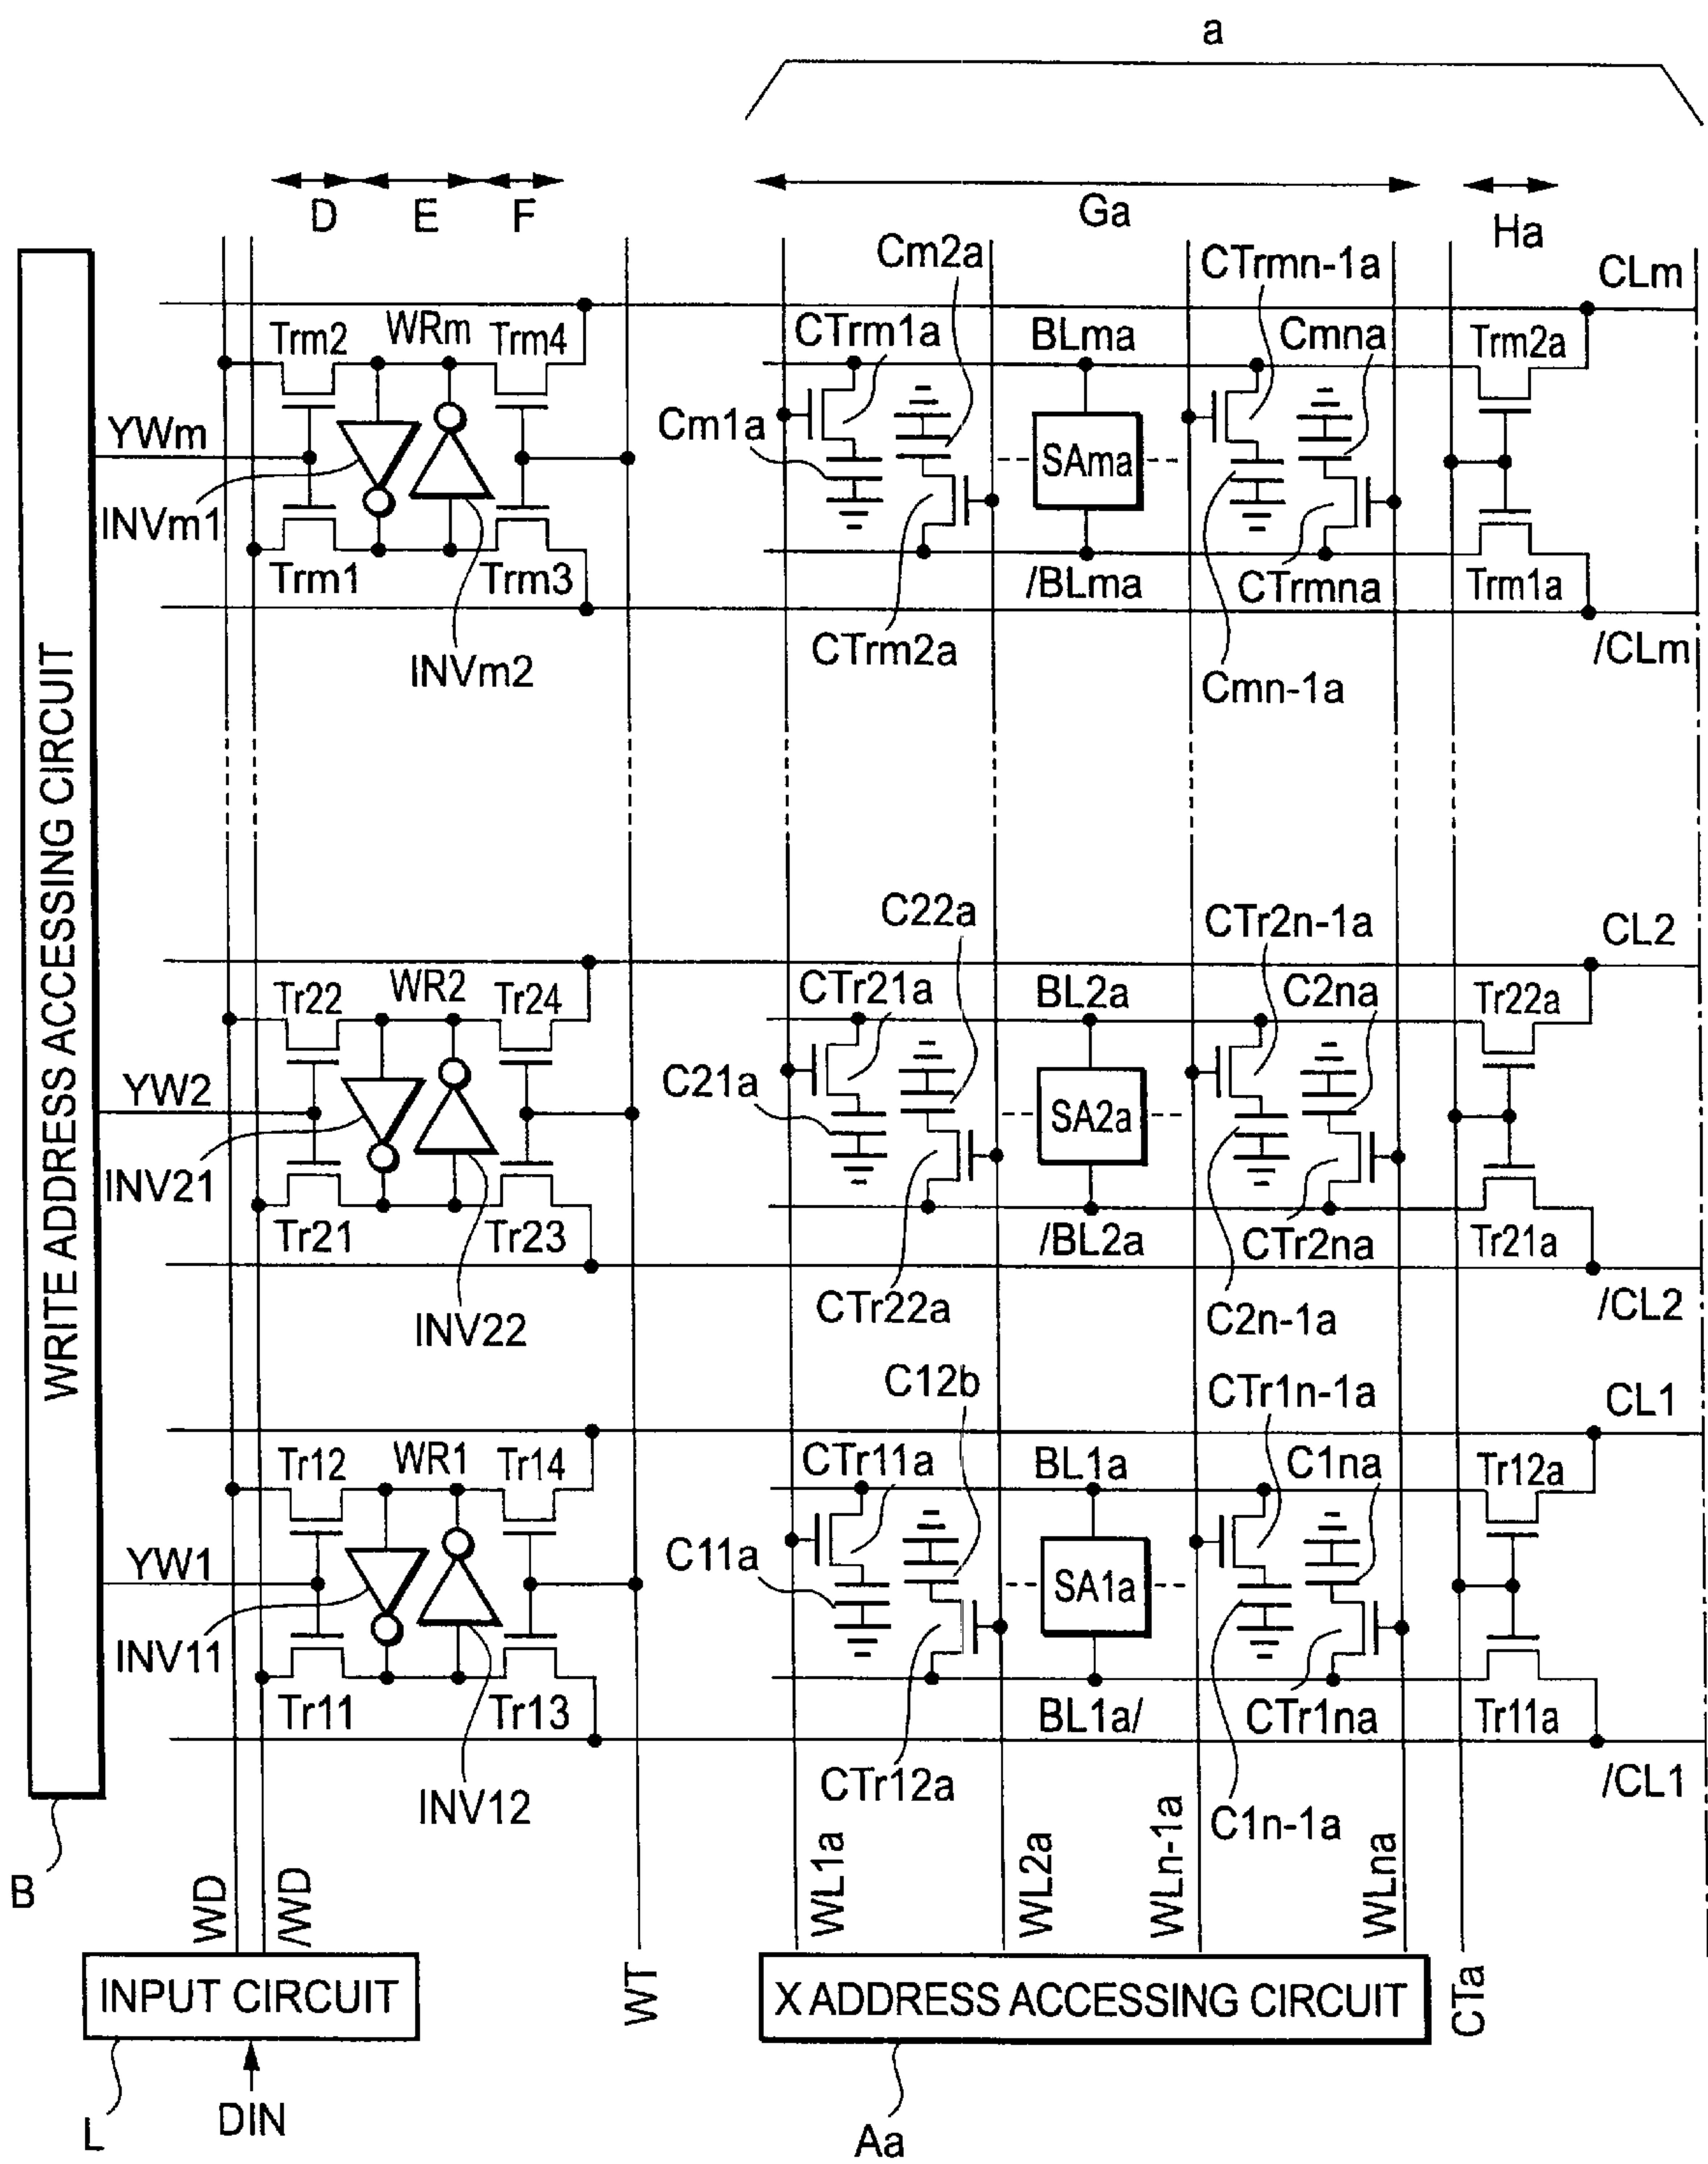 a
D E F Ga Ha
Cm2a CTrmn-1a CLm
Trm2 WRm Trm4 CTrm1a BLma Cmna Trm2a
YWm Cm1a SAma
INVm1
Trm1 Trm3 /BLma CTrmna Trm1a
INVm2 CTrm2a Cmn-1a /CLm
WRITE ADDRESS ACCESSING CIRCUIT
C22a CTr2n-1a CL2
Tr22 WR2 Tr24 CTr21a BL2a C2na Tr22a
YW2 C21a SA2a
INV21
Tr21 Tr23 /BL2a CTr2na Tr21a
INV22 CTr22a C2n-1a /CL2
C12b CTr1n-1a CL1
Tr12 WR1 Tr14 CTr11a BL1a C1na Tr12a
YW1 C11a SA1a
INV11
Tr11 Tr13 BL1a/ CTr1na Tr11a
INV12 CTr12a C1n-1a /CL1
B WD /WD WT WL1a WL2a WLn-1a WLna CTa
INPUT CIRCUIT X ADDRESS ACCESSING CIRCUIT
L DIN Aa